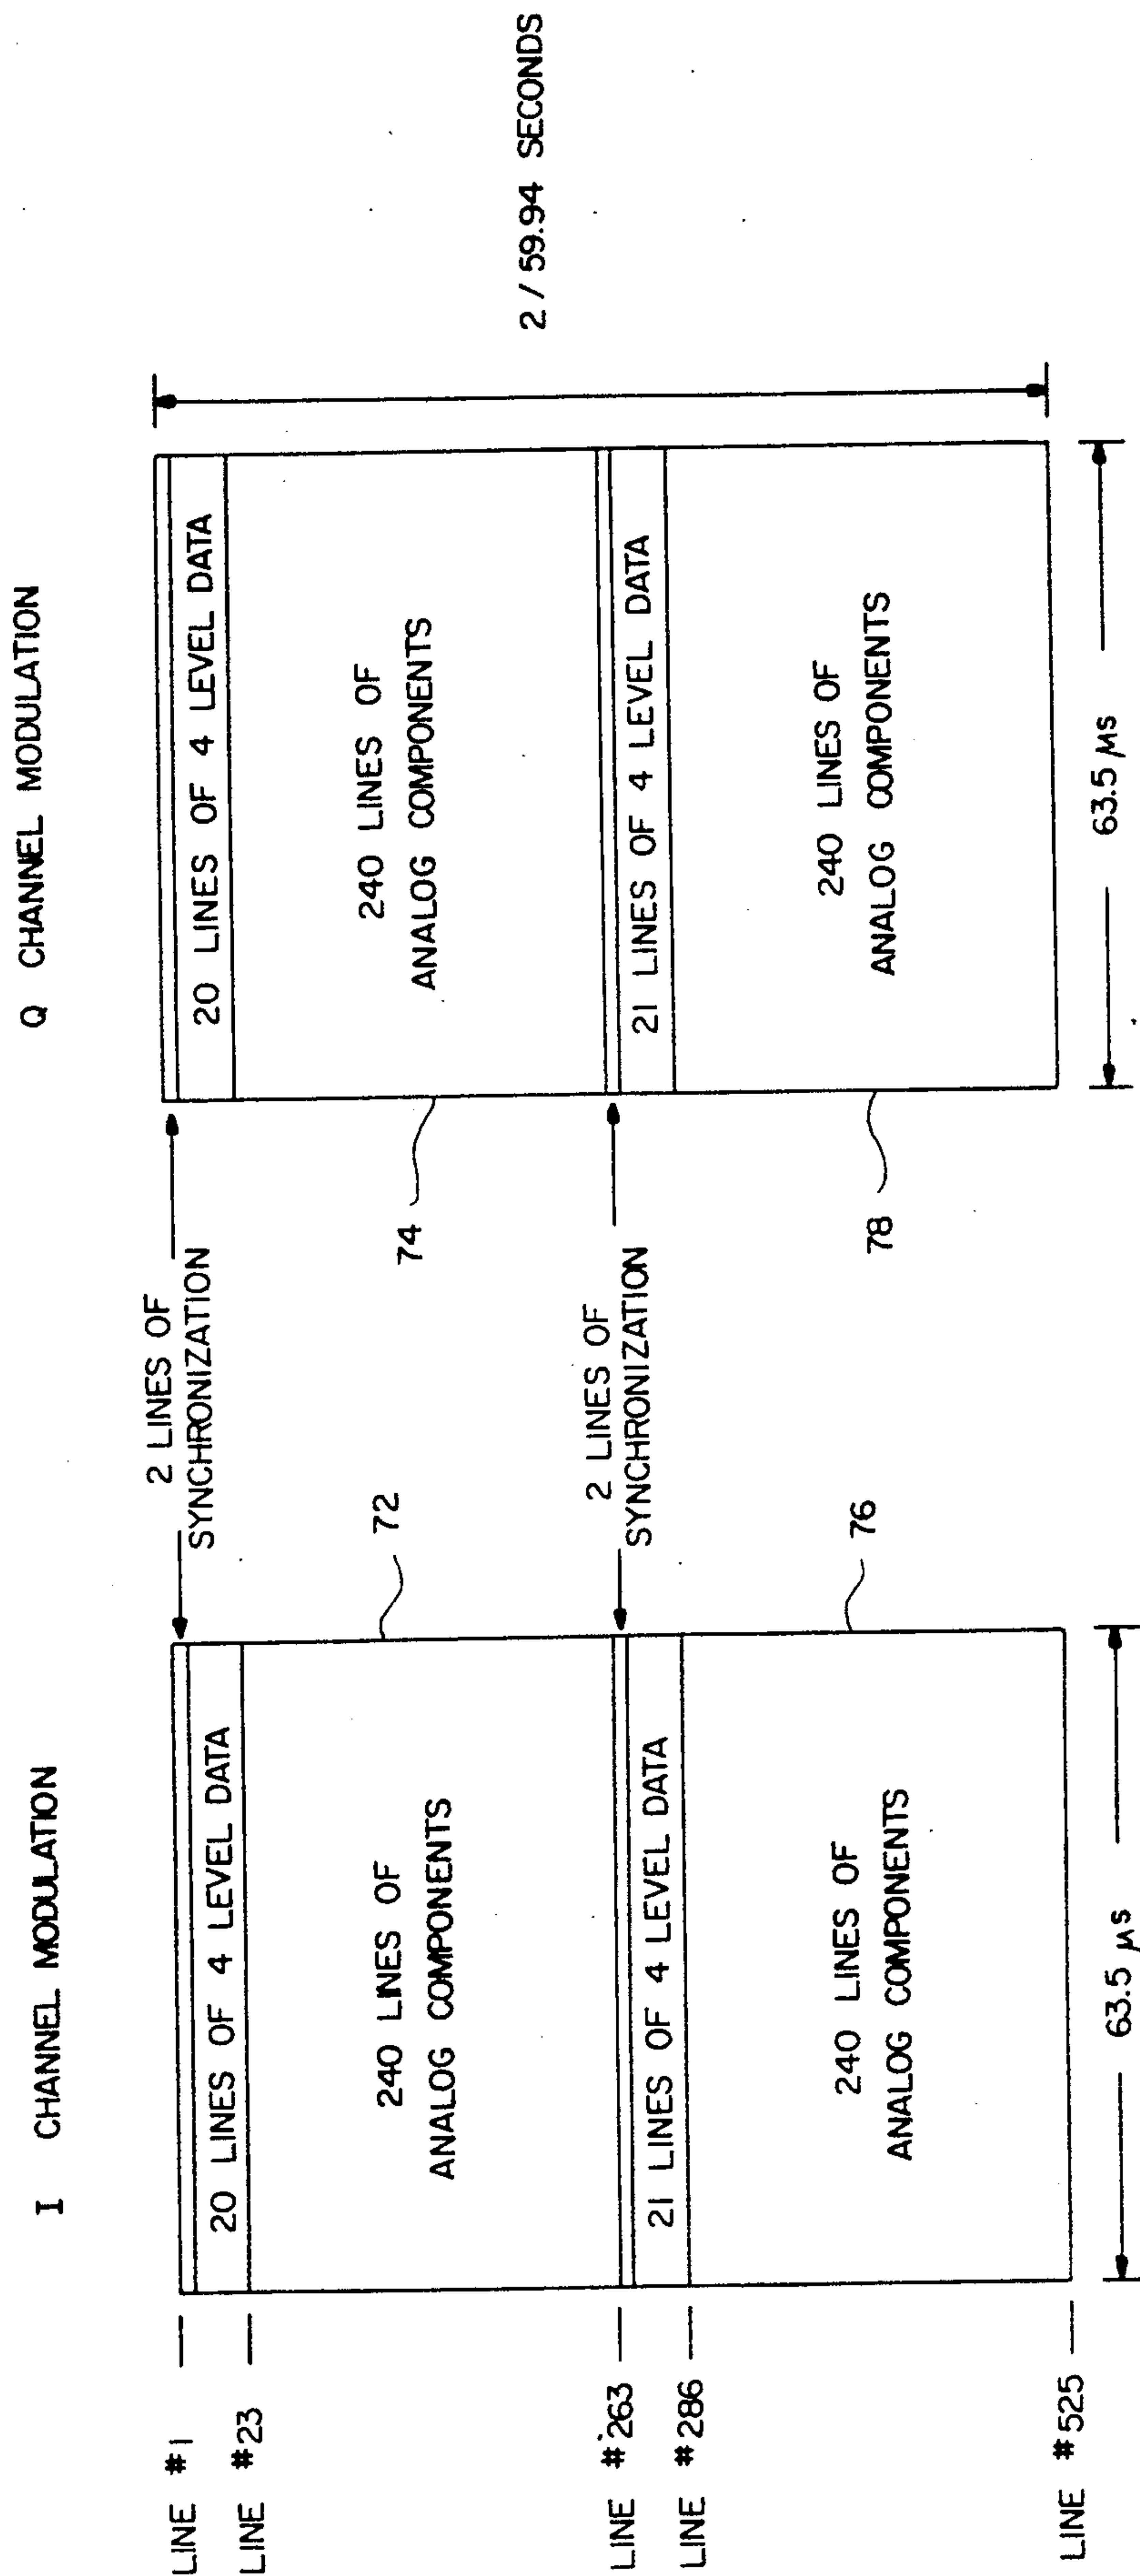 I CHANNEL MODULATION
Q CHANNEL MODULATION
LINE #1
LINE #23
LINE #263
LINE #286
LINE #525
20 LINES OF 4 LEVEL DATA
240 LINES OF
ANALOG COMPONENTS
21 LINES OF 4 LEVEL DATA
240 LINES OF
ANALOG COMPONENTS
63.5 µs
2 LINES OF
SYNCHRONIZATION
72
74
2 LINES OF
SYNCHRONIZATION
76
78
20 LINES OF 4 LEVEL DATA
240 LINES OF
ANALOG COMPONENTS
21 LINES OF 4 LEVEL DATA
240 LINES OF
ANALOG COMPONENTS
63.5 µs
2 / 59.94 SECONDS